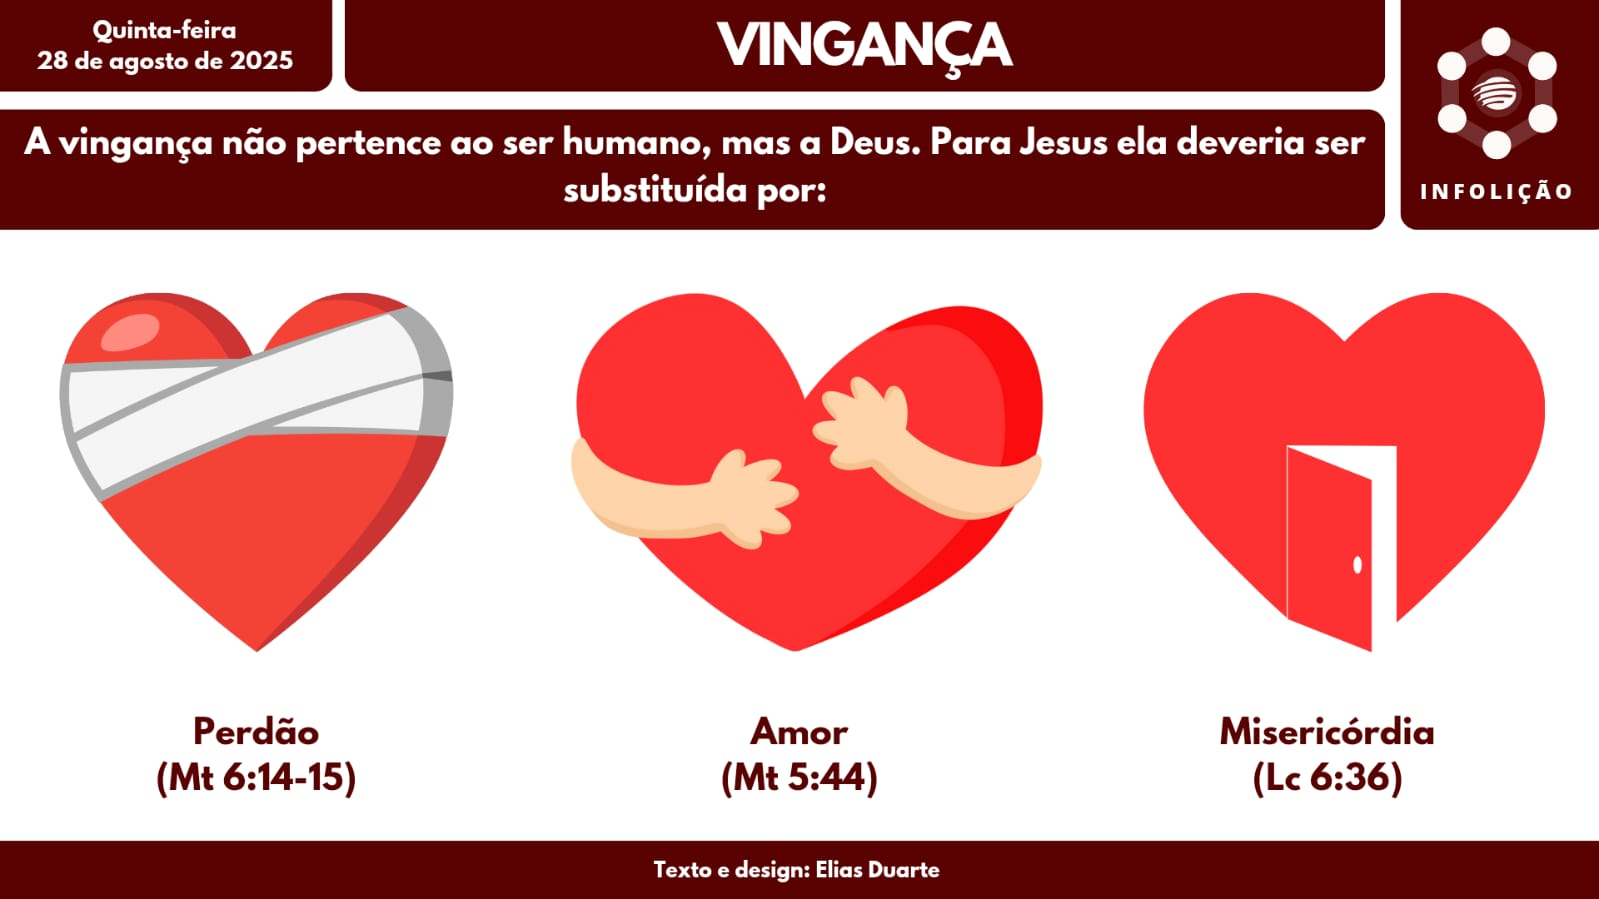 Quinta-feira
28 de agosto de 2025
VINGANÇA
A vingança não pertence ao ser humano, mas a Deus. Para Jesus ela deveria ser
substituída por:
INFOLIÇÃO
Perdão
(Mt 6:14-15)
Amor
(Mt 5:44)
Misericórdia
(Lc 6:36)
Texto e design: Elias Duarte